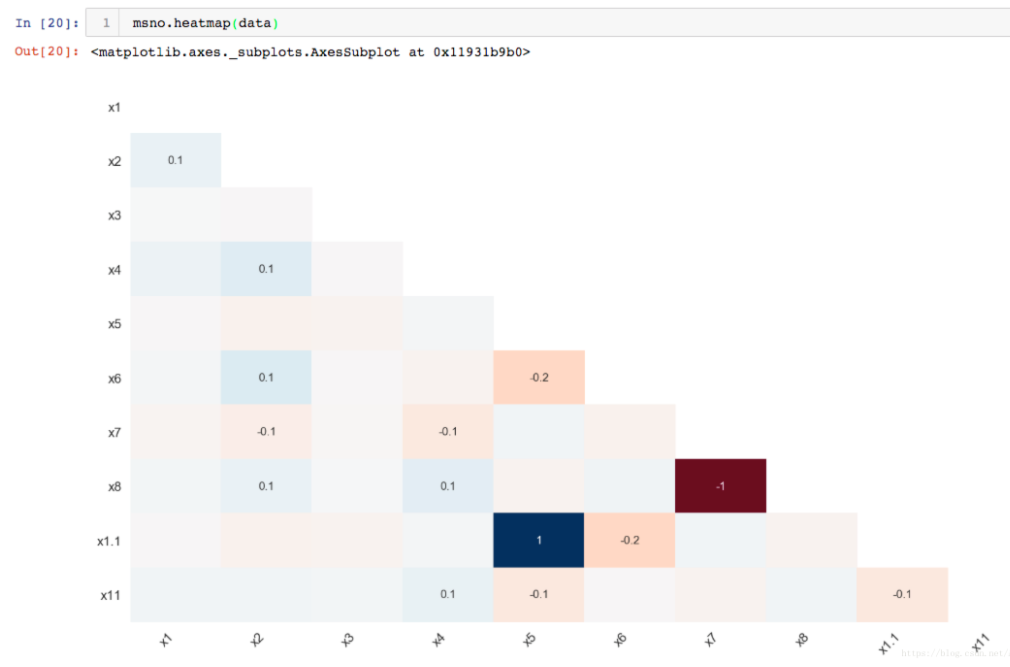 In [20]: 1 msno.heatmap(data)
Out[20]: <matplotlib.axes._subplots.AxesSubplot at 0x11931b9b0>
x1
x2 0.1
x3
x4 0.1
x5
x6 0.1 -0.2
x7 -0.1 -0.1
x8 0.1 0.1 -1
x1.1 1 -0.2
x11 0.1 -0.1 -0.1
x1 x2 x3 x4 x5 x6 x7 x8 x1.1 x11